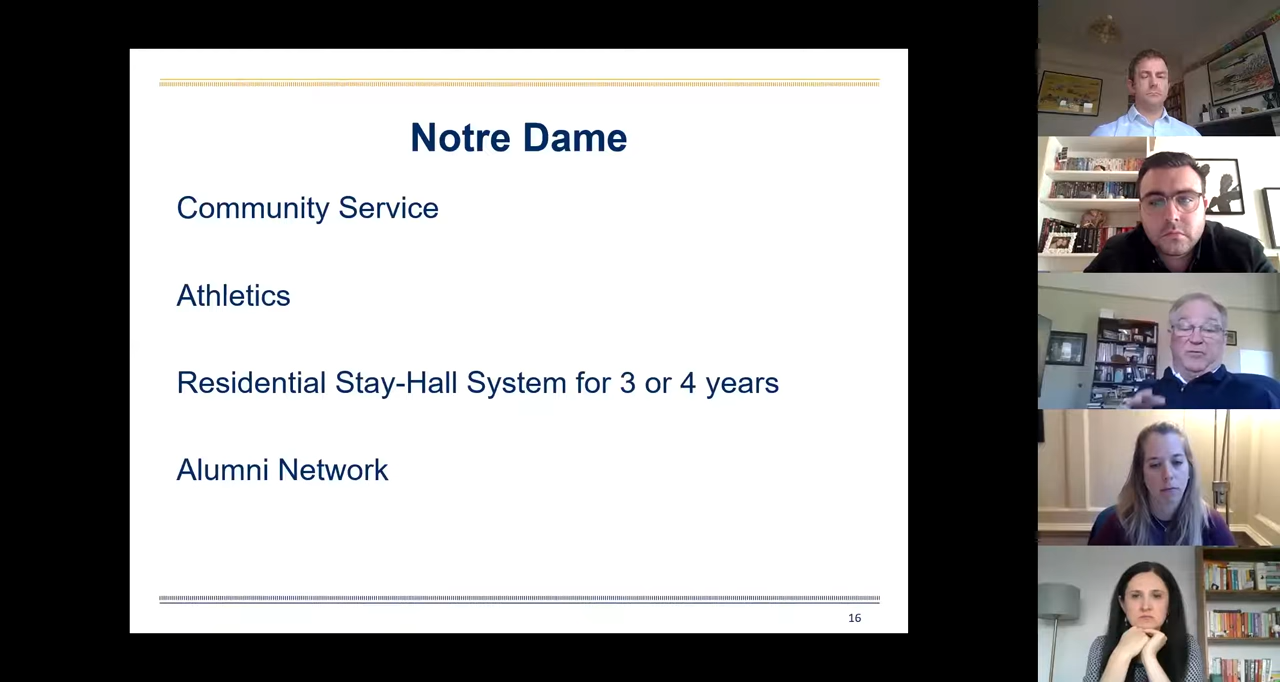 Notre Dame
Community Service
Athletics
Residential Stay-Hall System for 3 or 4 years
Alumni Network
16